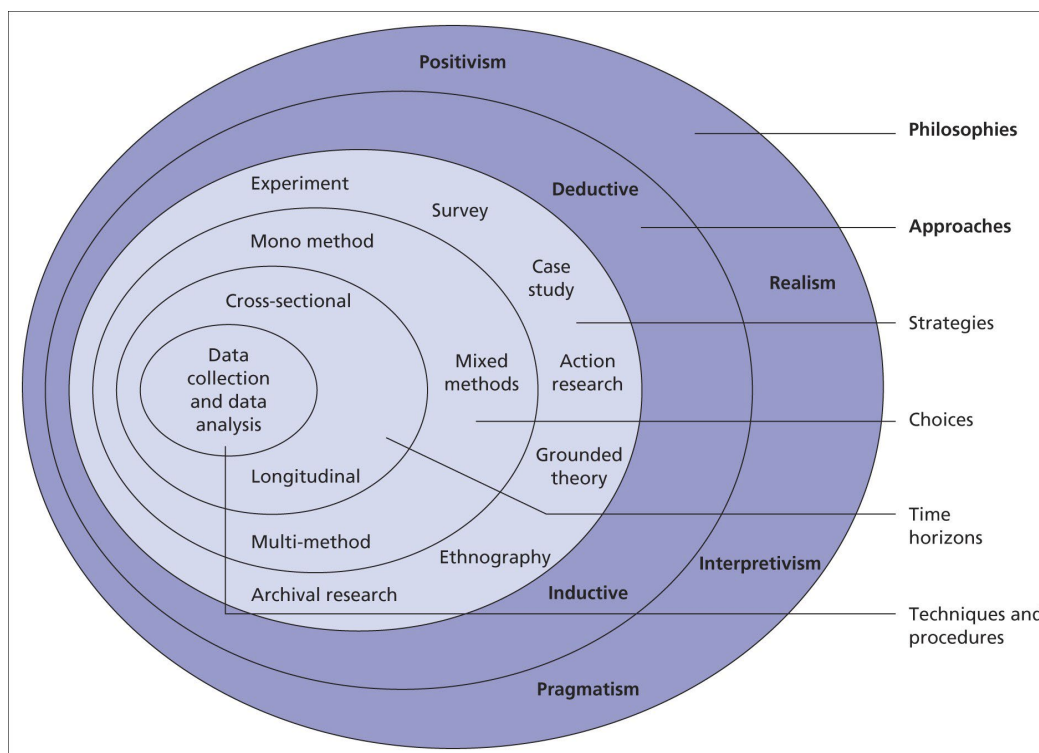 Positivism
Philosophies
Experiment
Deductive
Survey
Approaches
Mono method
Case
study
Realism
Cross-sectional
Strategies
Data
collection
and data
analysis
Mixed
methods
Action
research
Choices
Grounded
theory
Longitudinal
Time
horizons
Multi-method
Ethnography
Interpretivism
Archival research
Inductive
Techniques and
procedures
Pragmatism